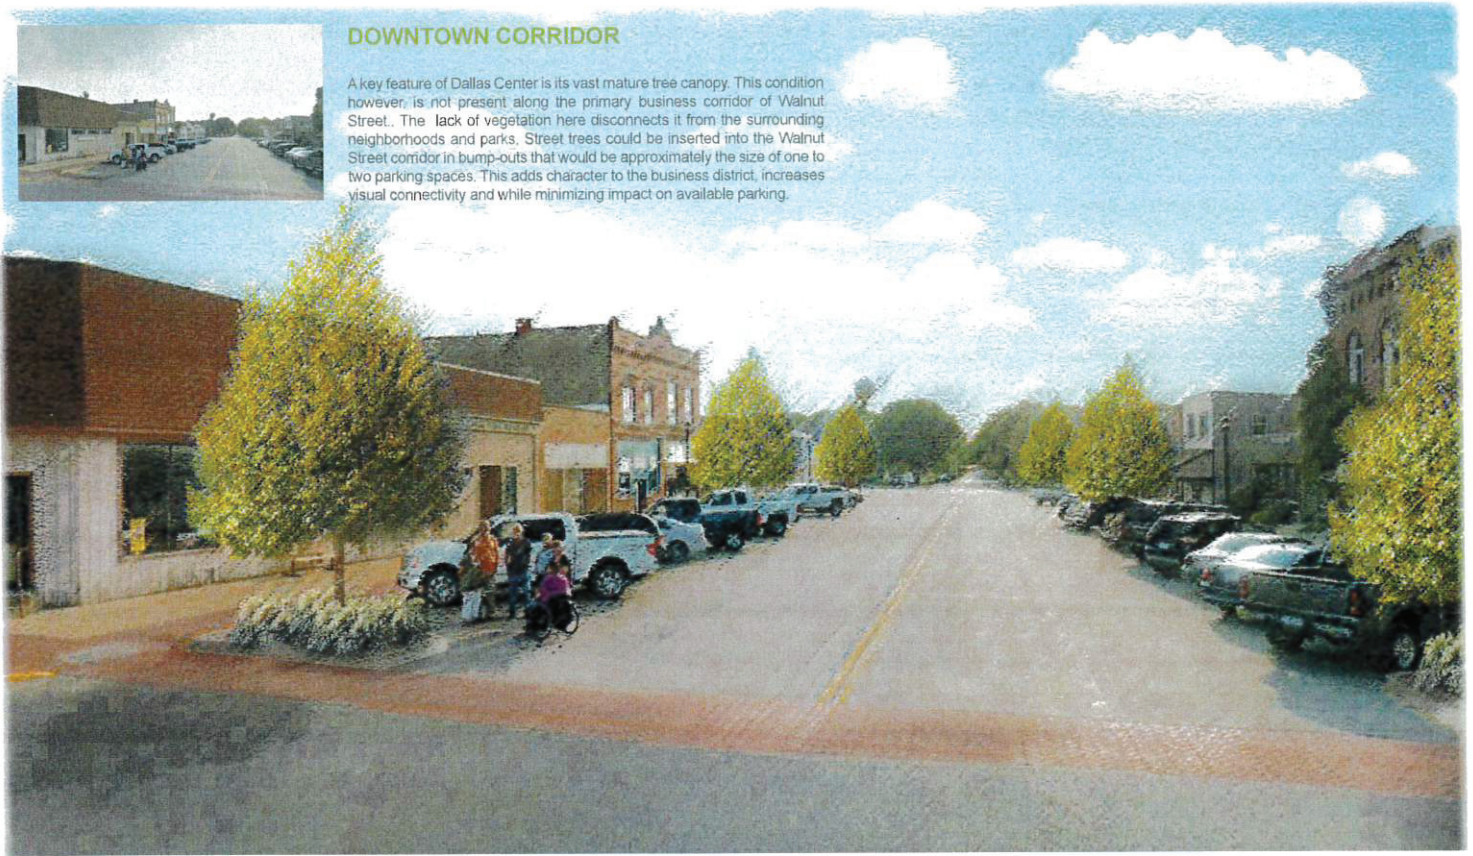 DOWNTOWN CORRIDOR
A key feature of Dallas Center is its vast mature tree canopy. This condition
however, is not present along the primary business corridor of Walnut
Street.. The lack of vegetation here disconnects it from the surrounding
neighborhoods and parks. Street trees could be inserted into the Walnut
Street corridor in bump-outs that would be approximately the size of one to
two parking spaces. This adds character to the business district, increases
visual connectivity and while minimizing impact on available parking.